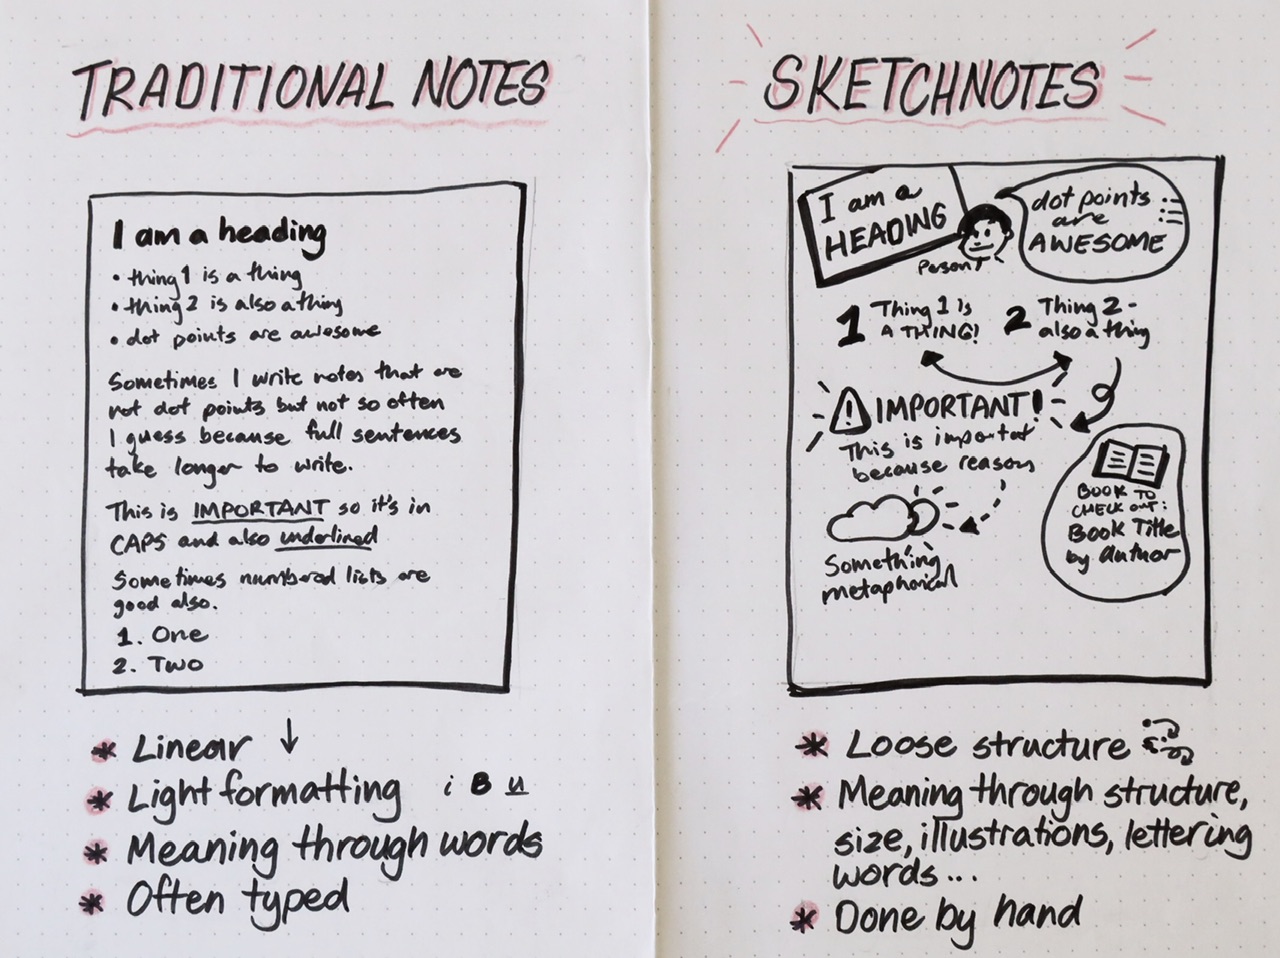 TRADITIONAL NOTES
I am a heading
• thing 1 is a thing
• thing 2 is also a thing
• dot points are awesome
Sometimes I write notes that are
not dot points but not so often
I guess because full sentences
take longer to write.
This is IMPORTANT so it's in
CAPS and also underlined
Sometimes numbered lists are
good also.
1. One
2. Two
* Linear ↓
* Light formatting i B u
* Meaning through words
* Often typed
SKETCHNOTES
I am a
HEADING
Person
dot points
are
AWESOME
1 Thing 1 is
A THING!
2 Thing 2 -
also a thing
! IMPORTANT!
This is important
because reason
Something
metaphorical
BOOK TO
CHECK OUT:
Book Title
by author
* Loose structure
* Meaning through structure,
size, illustrations, lettering
words...
* Done by hand